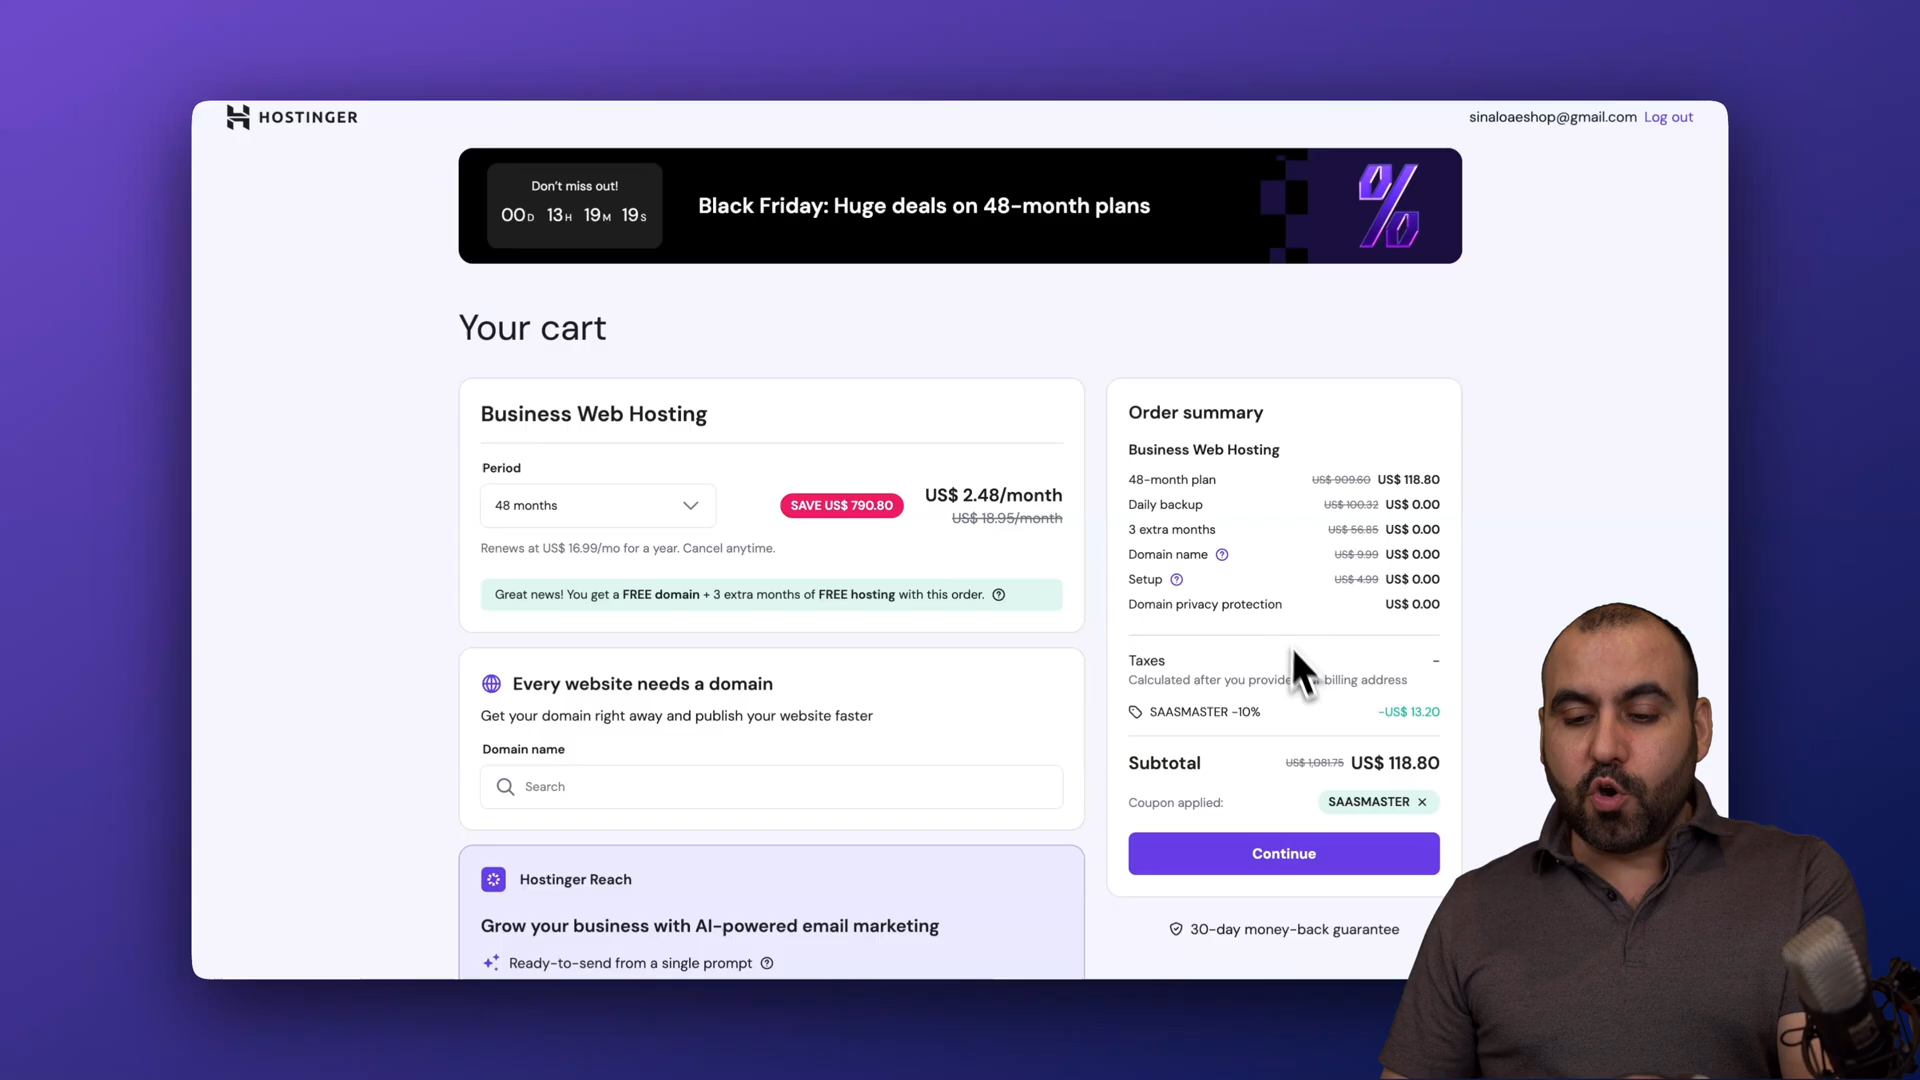 HOSTINGER
sinaloaeshop@gmail.com Log out
Don't miss out!
00D 13H 19M 19S
Black Friday: Huge deals on 48-month plans
%
Your cart
Business Web Hosting
Period
48 months
SAVE US$ 790.80
US$ 2.48/month
US$ 18.95/month
Renews at US$ 16.99/mo for a year. Cancel anytime.
Great news! You get a FREE domain + 3 extra months of FREE hosting with this order.
Every website needs a domain
Get your domain right away and publish your website faster
Domain name
Search
Hostinger Reach
Grow your business with AI-powered email marketing
Ready-to-send from a single prompt
Order summary
Business Web Hosting
48-month plan US$ 909.60 US$ 118.80
Daily backup US$ 100.32 US$ 0.00
3 extra months US$ 56.85 US$ 0.00
Domain name US$ 9.99 US$ 0.00
Setup US$ 4.99 US$ 0.00
Domain privacy protection US$ 0.00
Taxes -
Calculated after you provide billing address
SAASMASTER -10% -US$ 13.20
Subtotal US$ 1,081.75 US$ 118.80
Coupon applied: SAASMASTER
Continue
30-day money-back guarantee